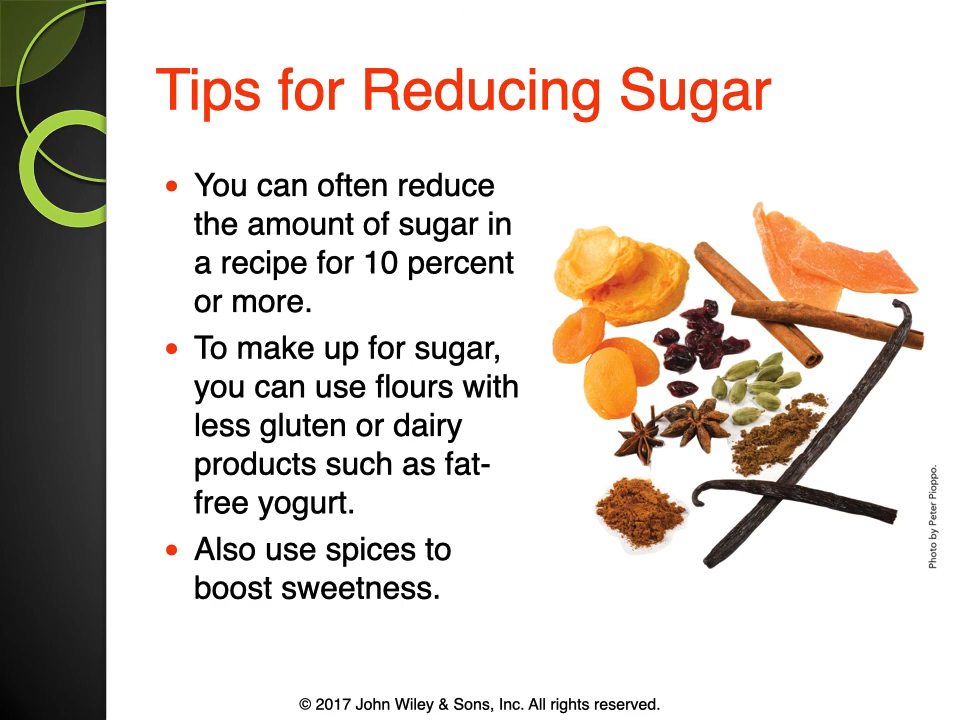 Tips for Reducing Sugar
• You can often reduce
the amount of sugar in
a recipe for 10 percent
or more.
• To make up for sugar,
you can use flours with
less gluten or dairy
products such as fat-
free yogurt.
• Also use spices to
boost sweetness.
Photo by Peter Pioppo.
© 2017 John Wiley & Sons, Inc. All rights reserved.